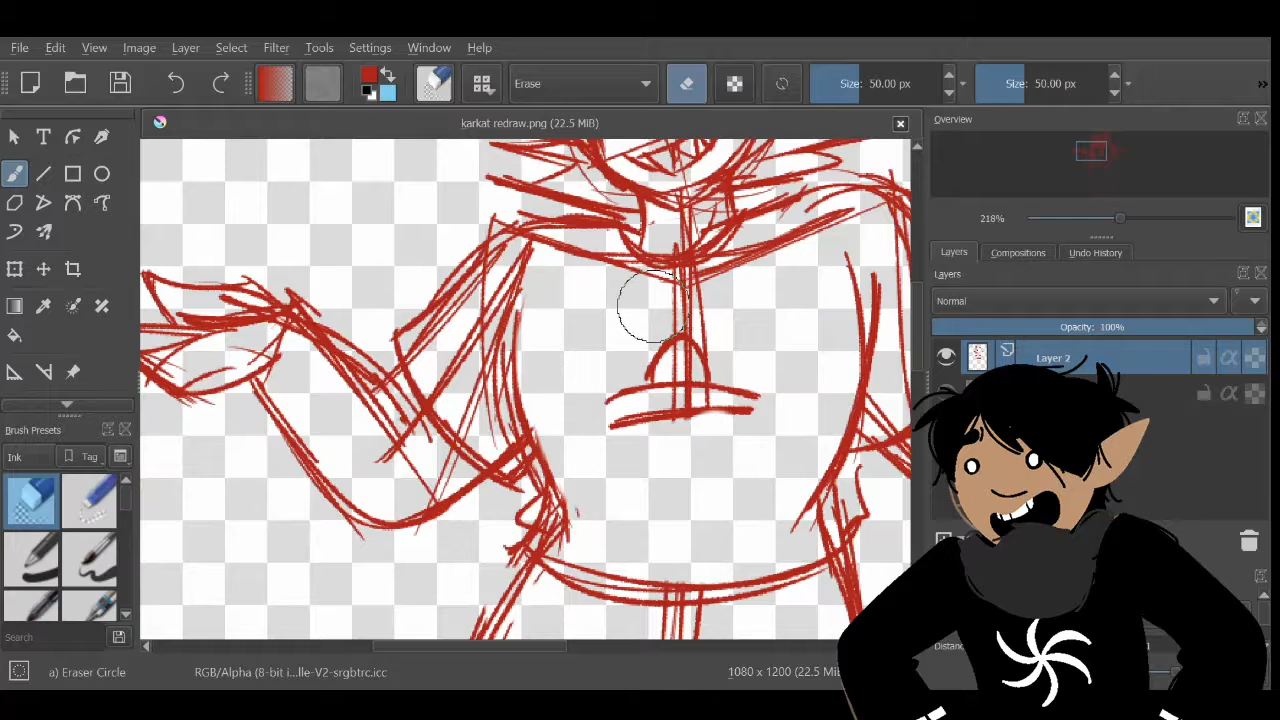 File Edit View Image Layer Select Filter Tools Settings Window Help
Erase Size: 50.00 px Size: 50.00 px »
karkat redraw.png (22.5 MiB)
Overview
218%
Layers Compositions Undo History
Layers
Normal
Opacity: 100%
Layer 2
Brush Presets
Ink Tag
Search
a) Eraser Circle RGB/Alpha (8-bit i...lle-V2-srgbtrc.icc 1080 x 1200 (22.5 Mi
Distanc